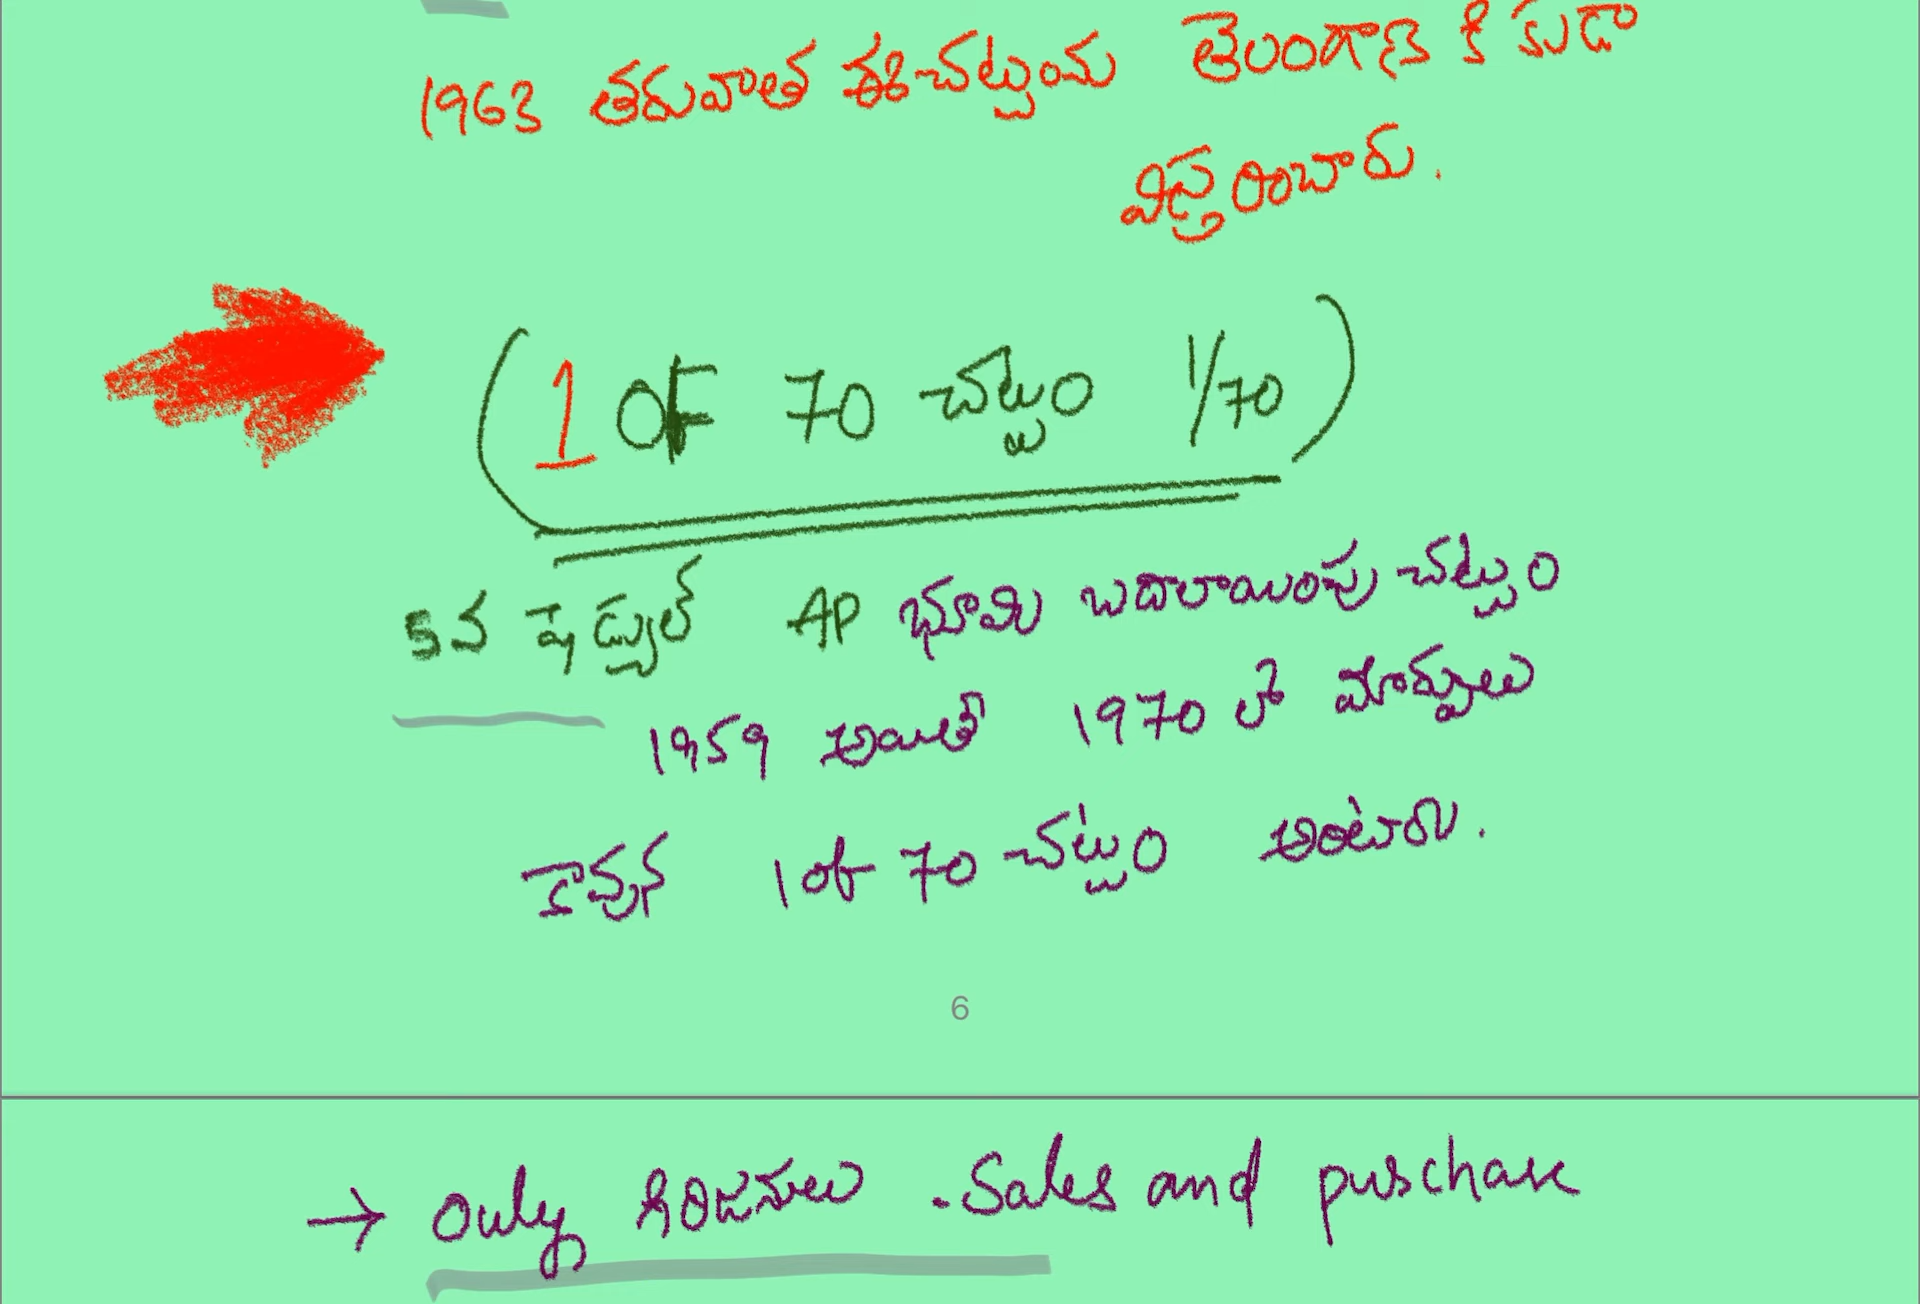 1963 తరువాత ఈ చట్టంను తెలంగాణ కి కుడా
విస్తరించారు.
(1 OF 70 చట్టం 1/70)
5వ షెడ్యుల్ AP భూమి బదాలాయింపు చట్టం
1959 అయితే 1970 లో మార్పులు
కావున 1 of 70 చట్టం అంటారు.
6
→ only గిరిజనులు . Sales and purchase